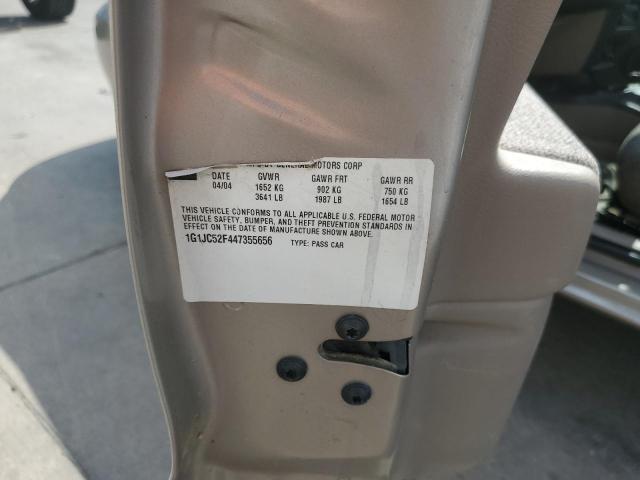 GENERAL MOTORS CORP
DATE GVWR GAWR FRT GAWR RR
04/04 1652 KG 902 KG 750 KG
3641 LB 1987 LB 1654 LB
THIS VEHICLE CONFORMS TO ALL APPLICABLE U.S. FEDERAL MOTOR
VEHICLE SAFETY, BUMPER, AND THEFT PREVENTION STANDARDS IN
EFFECT ON THE DATE OF MANUFACTURE SHOWN ABOVE.
1G1JC52F447355656 TYPE: PASS CAR